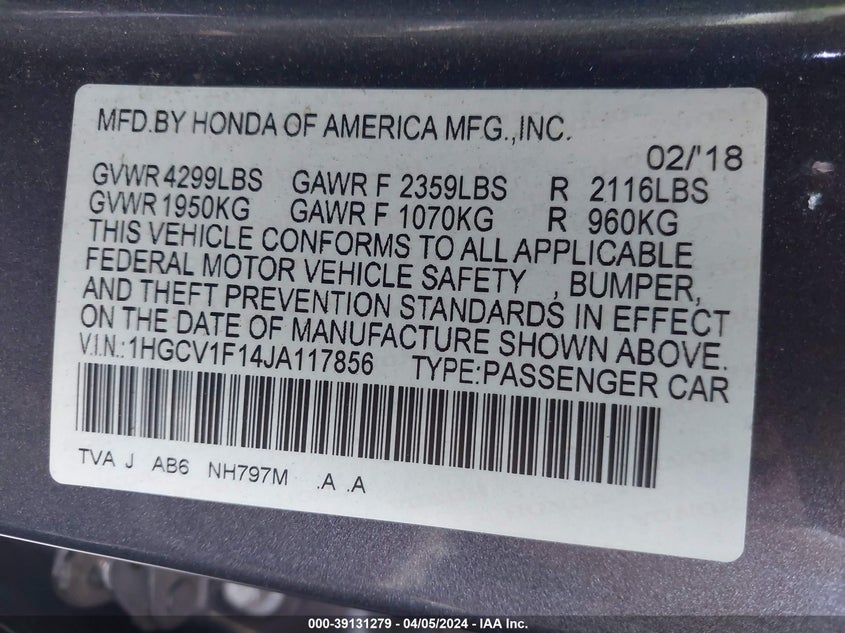 MFD.BY HONDA OF AMERICA MFG.,INC.
02/'18
GVWR 4299LBS GAWR F 2359LBS R 2116LBS
GVWR 1950KG GAWR F 1070KG R 960KG
THIS VEHICLE CONFORMS TO ALL APPLICABLE
FEDERAL MOTOR VEHICLE SAFETY , BUMPER,
AND THEFT PREVENTION STANDARDS IN EFFECT
ON THE DATE OF MANUFACTURE SHOWN ABOVE.
V.I.N.:1HGCV1F14JA117856 TYPE:PASSENGER CAR
TVA J AB6 NH797M .A .A
000-39131279 - 04/05/2024 - IAA Inc.